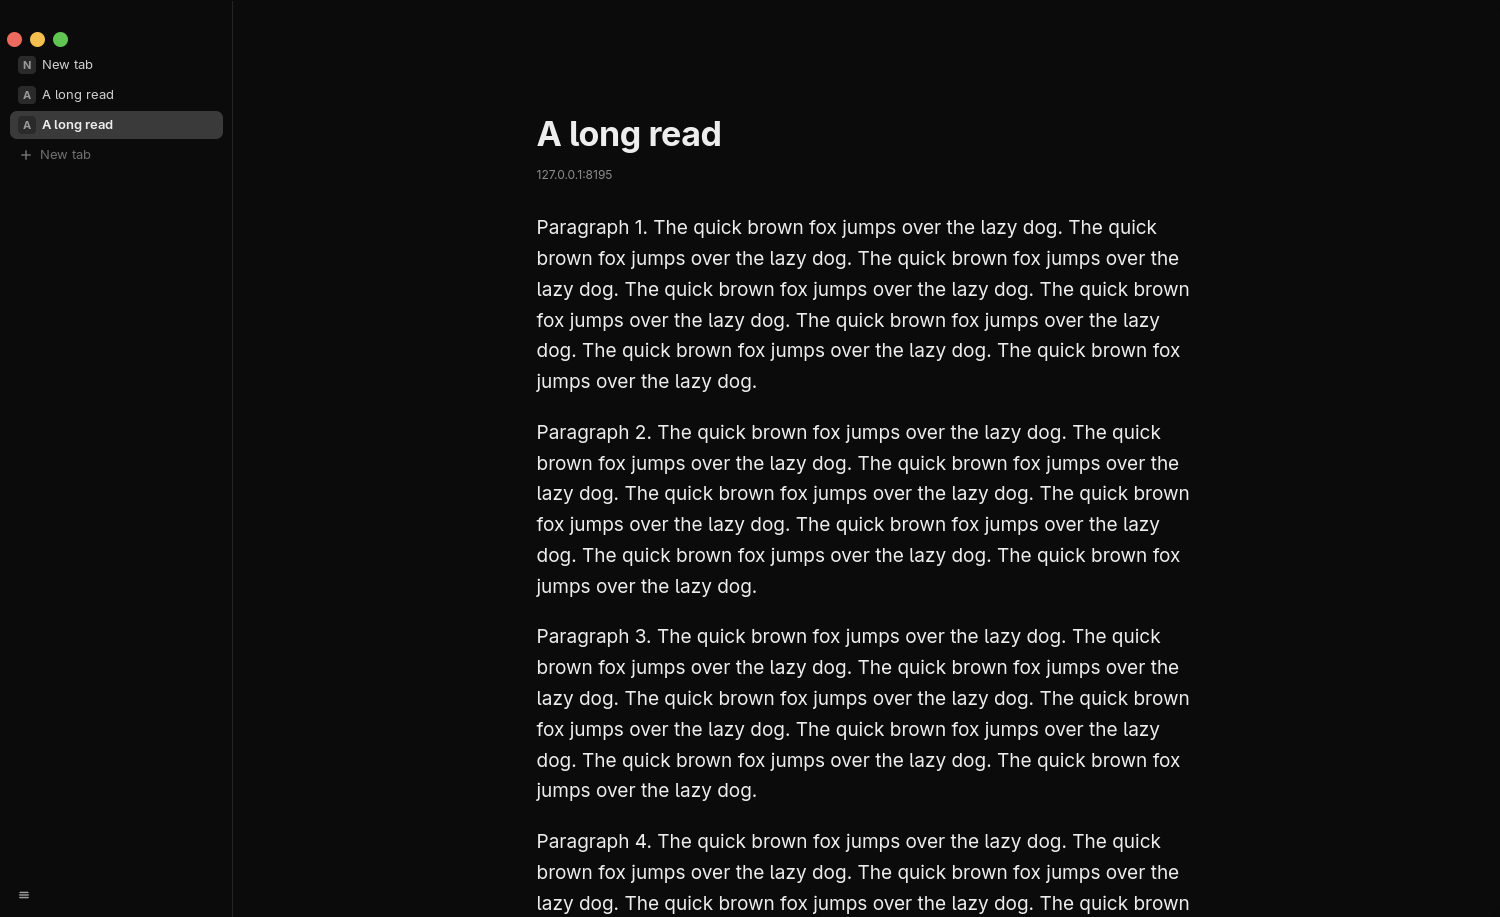 N New tab
A A long read
A A long read
+ New tab
A long read
127.0.0.1:8195
Paragraph 1. The quick brown fox jumps over the lazy dog. The quick
brown fox jumps over the lazy dog. The quick brown fox jumps over the
lazy dog. The quick brown fox jumps over the lazy dog. The quick brown
fox jumps over the lazy dog. The quick brown fox jumps over the lazy
dog. The quick brown fox jumps over the lazy dog. The quick brown fox
jumps over the lazy dog.
Paragraph 2. The quick brown fox jumps over the lazy dog. The quick
brown fox jumps over the lazy dog. The quick brown fox jumps over the
lazy dog. The quick brown fox jumps over the lazy dog. The quick brown
fox jumps over the lazy dog. The quick brown fox jumps over the lazy
dog. The quick brown fox jumps over the lazy dog. The quick brown fox
jumps over the lazy dog.
Paragraph 3. The quick brown fox jumps over the lazy dog. The quick
brown fox jumps over the lazy dog. The quick brown fox jumps over the
lazy dog. The quick brown fox jumps over the lazy dog. The quick brown
fox jumps over the lazy dog. The quick brown fox jumps over the lazy
dog. The quick brown fox jumps over the lazy dog. The quick brown fox
jumps over the lazy dog.
Paragraph 4. The quick brown fox jumps over the lazy dog. The quick
brown fox jumps over the lazy dog. The quick brown fox jumps over the
lazy dog. The quick brown fox jumps over the lazy dog. The quick brown